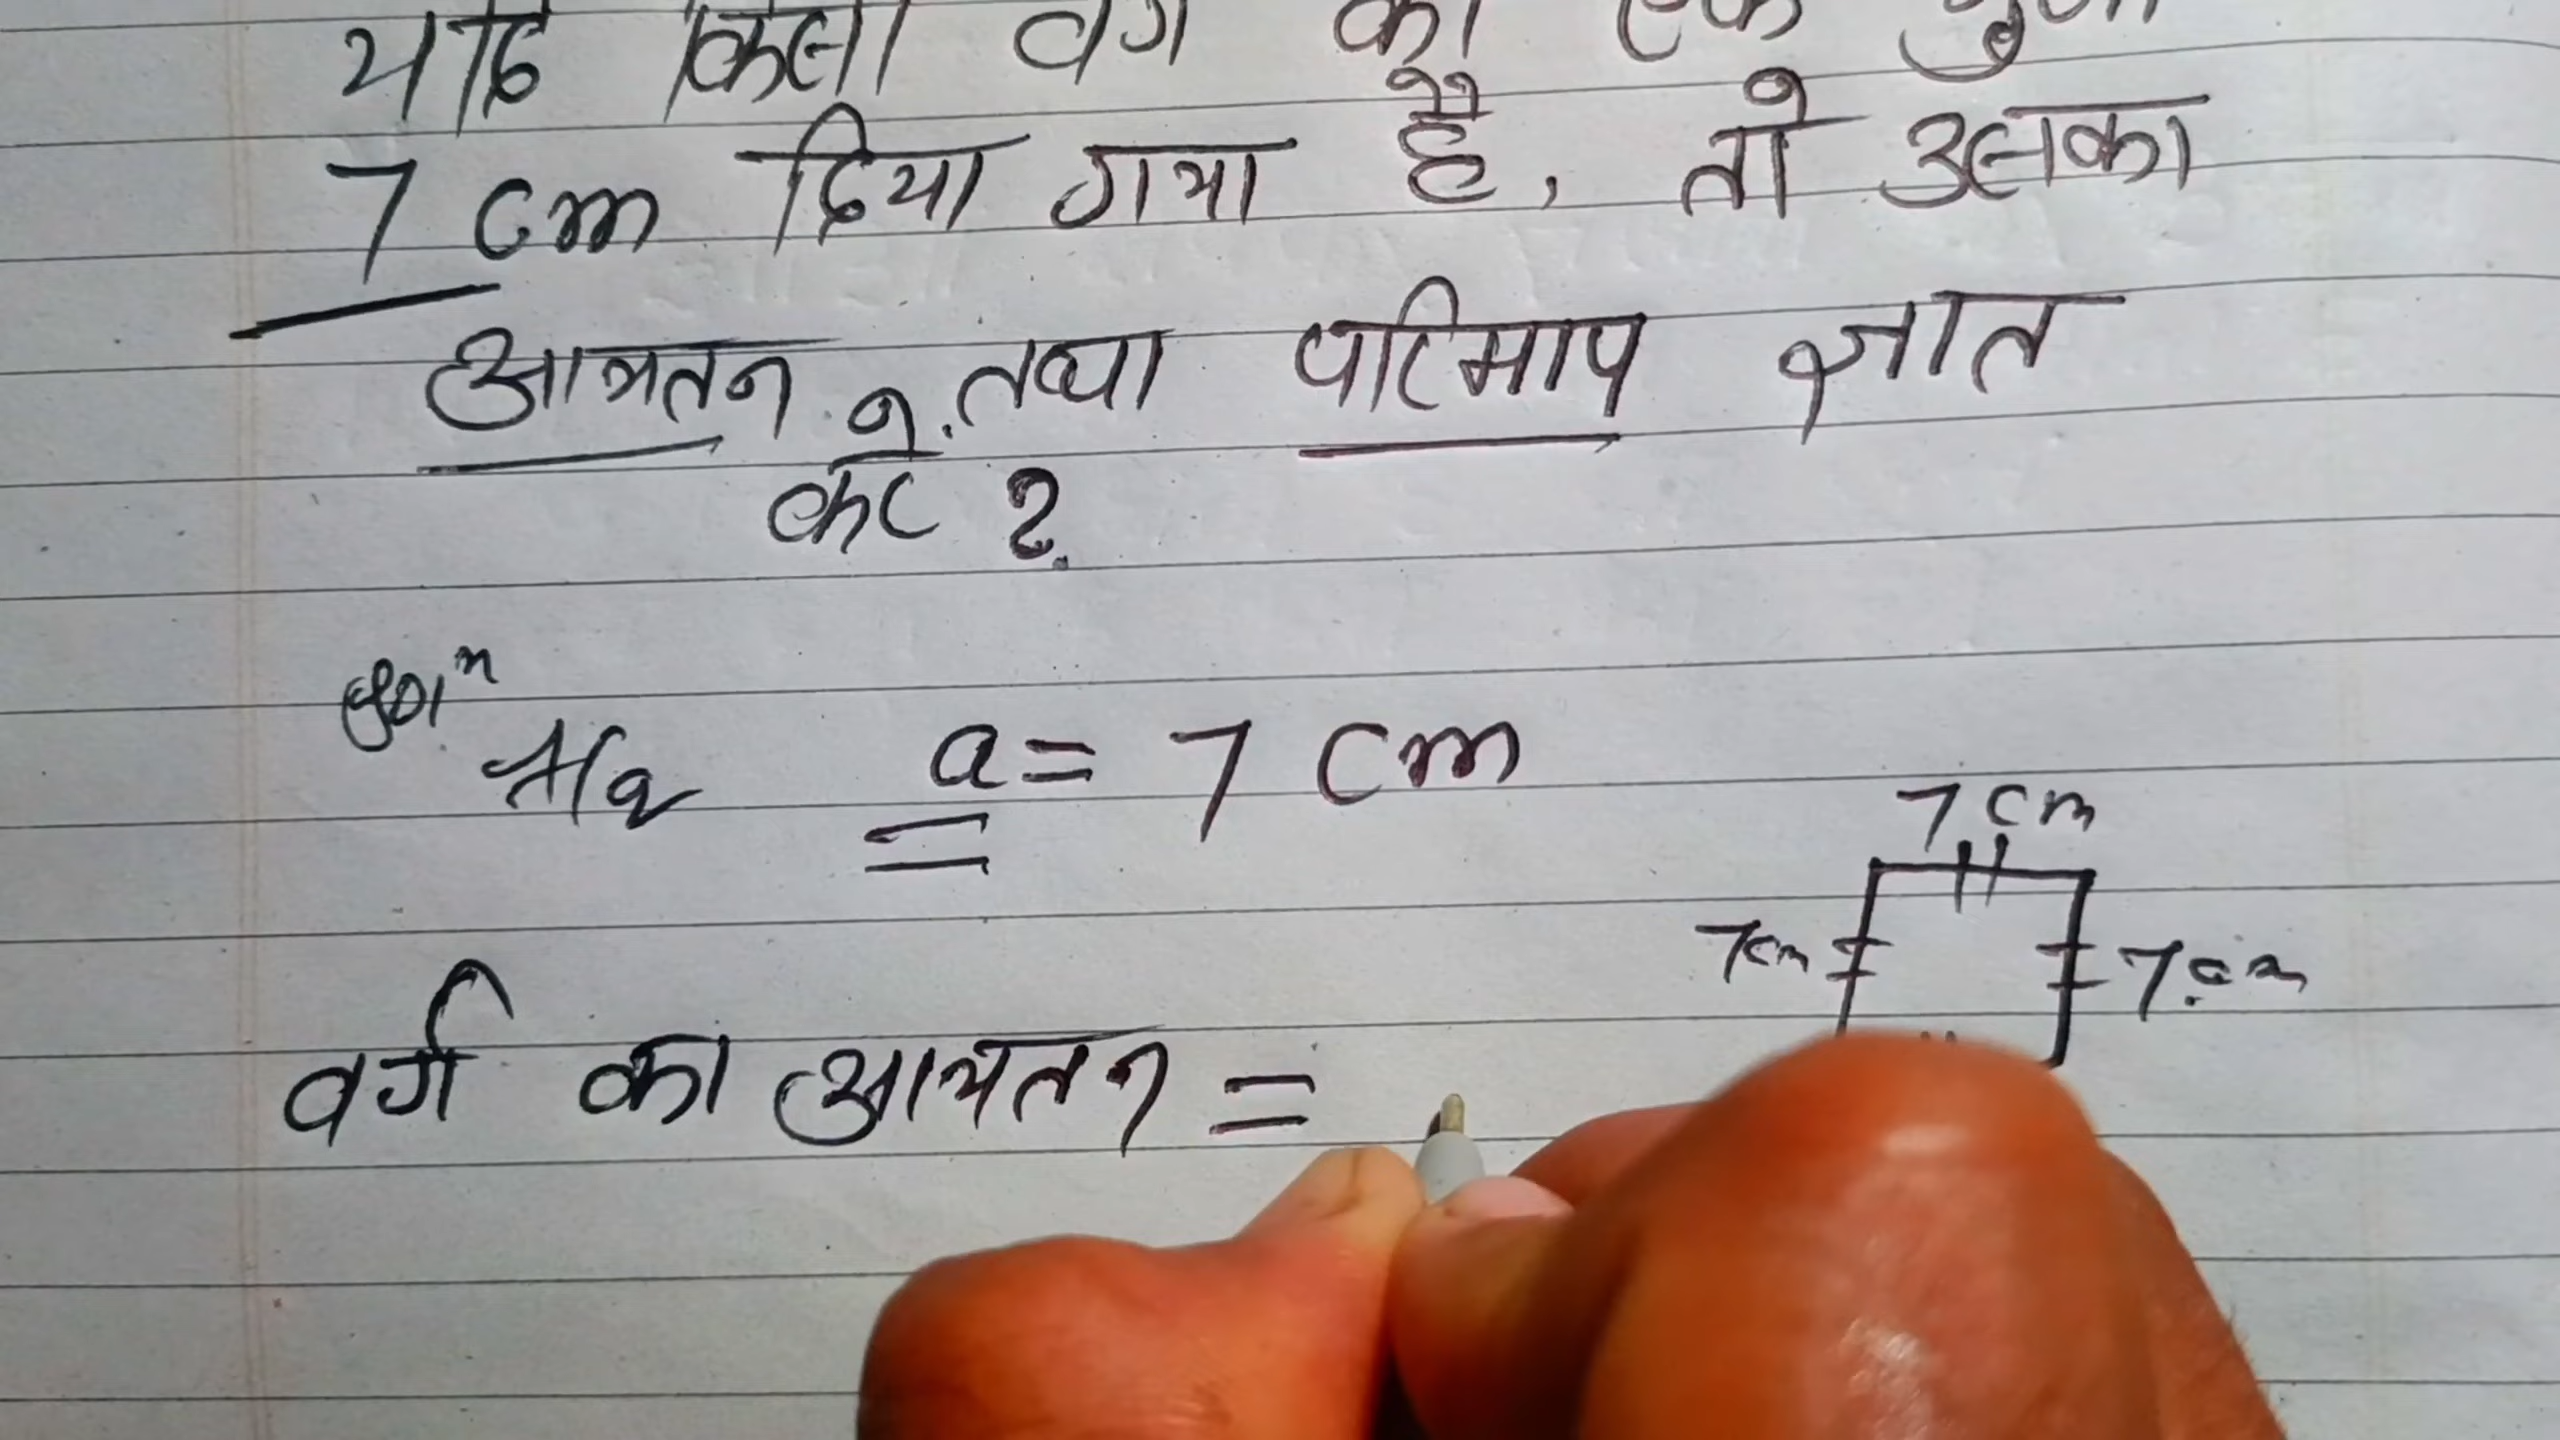 यदि किसी वर्ग का एक भुजा
7 cm दिया गया है, तो उसका
आयतन तथा परिमाप ज्ञात
करें ?
Solⁿ
A/q a = 7 cm
7 cm
7cm
7cm
वर्ग का आयतन =